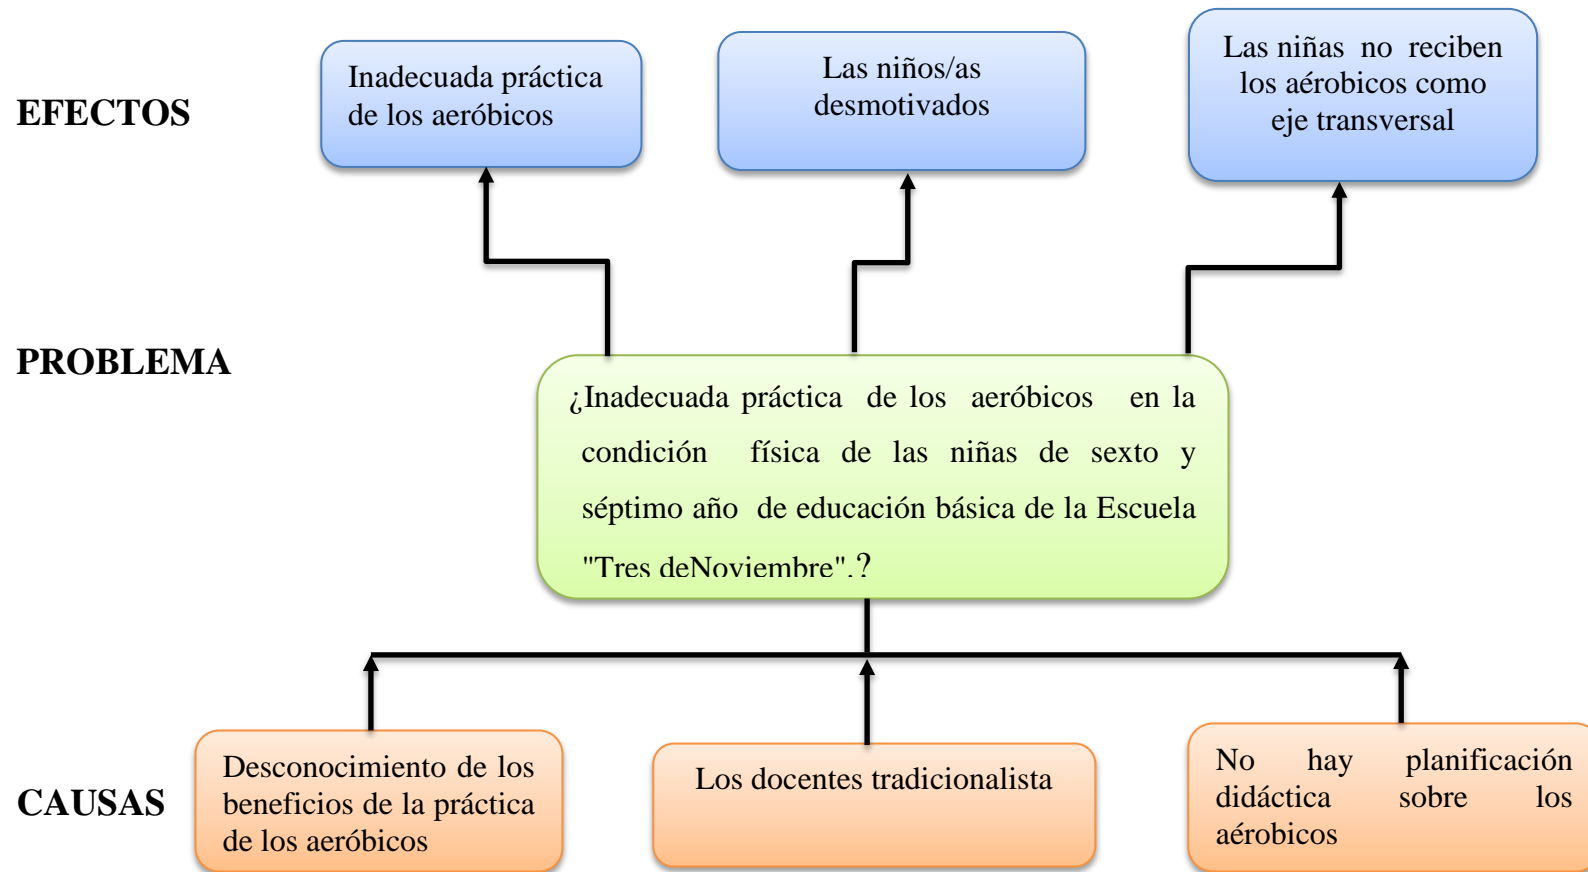 EFECTOS
Inadecuada práctica
de los aeróbicos
Las niños/as
desmotivados
Las niñas no reciben
los aérobicos como
eje transversal
PROBLEMA
¿Inadecuada práctica de los aeróbicos en la
condición física de las niñas de sexto y
séptimo año de educación básica de la Escuela
"Tres deNoviembre".?
CAUSAS
Desconocimiento de los
beneficios de la práctica
de los aeróbicos
Los docentes tradicionalista
No hay planificación
didáctica sobre los
aérobicos